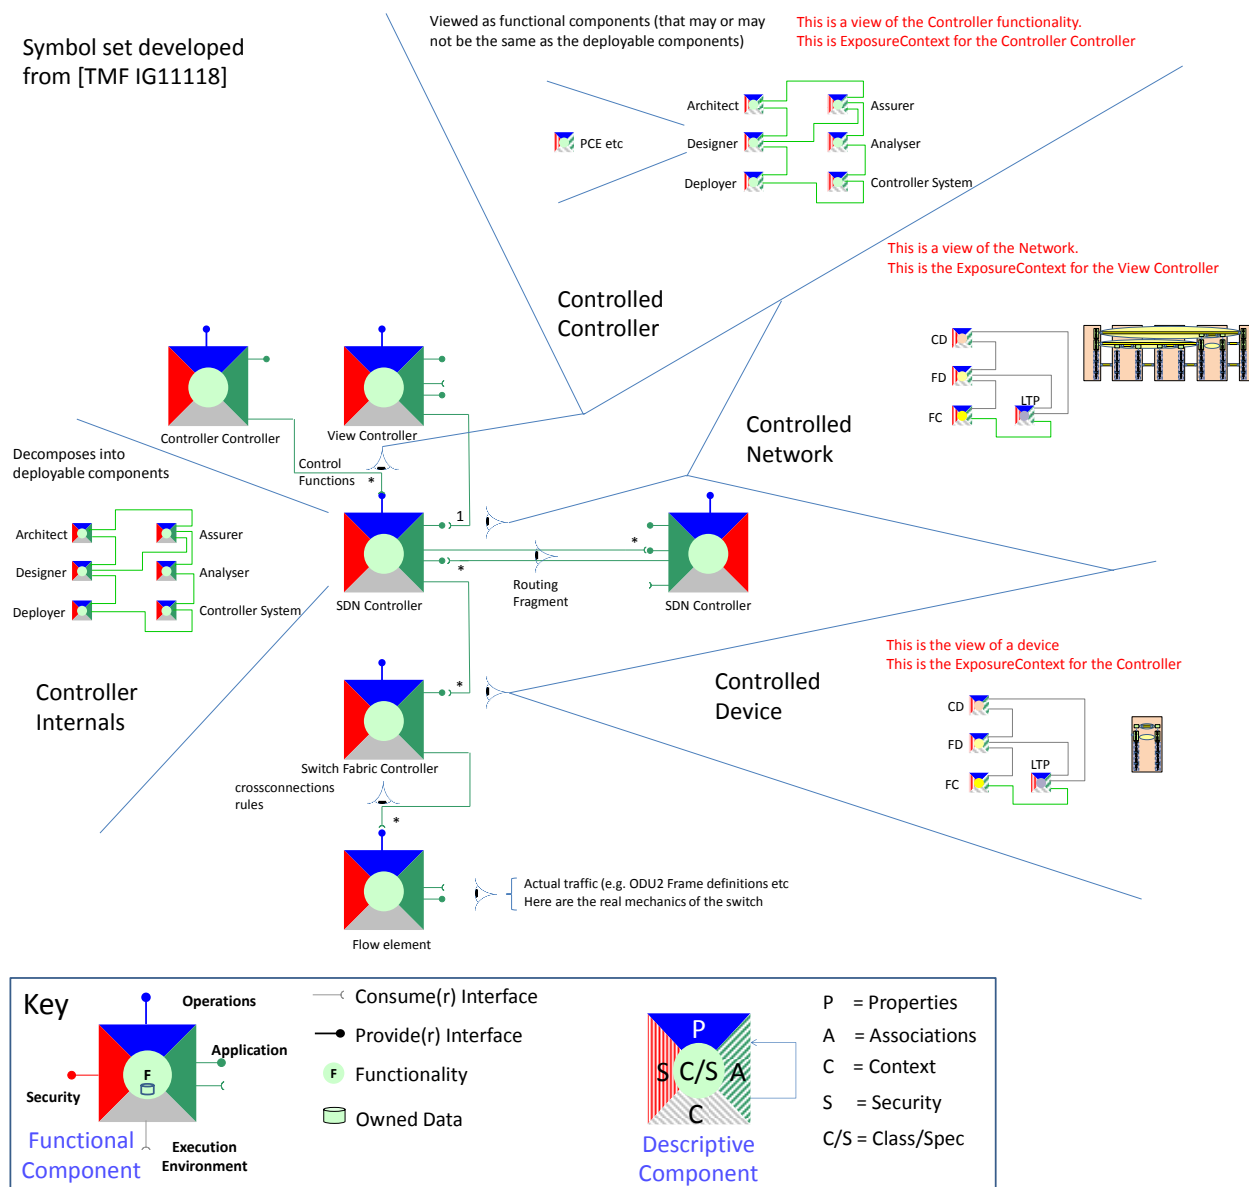 Symbol set developed
from [TMF IG11118]
Viewed as functional components (that may or may
not be the same as the deployable components)
This is a view of the Controller functionality.
This is ExposureContext for the Controller Controller
Architect
Assurer
PCE etc
Designer
Analyser
Deployer
Controller System
This is a view of the Network.
This is the ExposureContext for the View Controller
Controlled
Controller
CD
FD
LTP
FC
Controller Controller
View Controller
Controlled
Network
Decomposes into
deployable components
Control
Functions
*
1
Architect
Assurer
Designer
Analyser
Deployer
Controller System
*
*
Routing
Fragment
SDN Controller
SDN Controller
This is the view of a device
This is the ExposureContext for the Controller
Controller
Internals
*
Controlled
Device
CD
FD
LTP
FC
Switch Fabric Controller
crossconnections
rules
*
Actual traffic (e.g. ODU2 Frame definitions etc
Here are the real mechanics of the switch
Flow element
Key
Operations
Application
F
Security
Execution
Environment
Functional
Component
Consume(r) Interface
Provide(r) Interface
F
Functionality
Owned Data
P
S
C/S
A
C
Descriptive
Component
P = Properties
A = Associations
C = Context
S = Security
C/S = Class/Spec